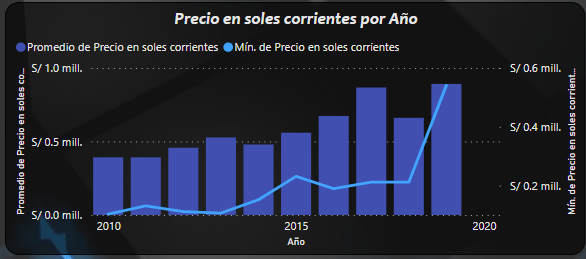 Precio en soles corrientes por Año
Promedio de Precio en soles corrientes Mín. de Precio en soles corrientes
S/ 1.0 mill.
S/ 0.5 mill.
S/ 0.0 mill.
Promedio de Precio en soles co...
S/ 0.6 mill.
S/ 0.4 mill.
S/ 0.2 mill.
Mín. de Precio en soles corrient...
2010 2015 2020
Año